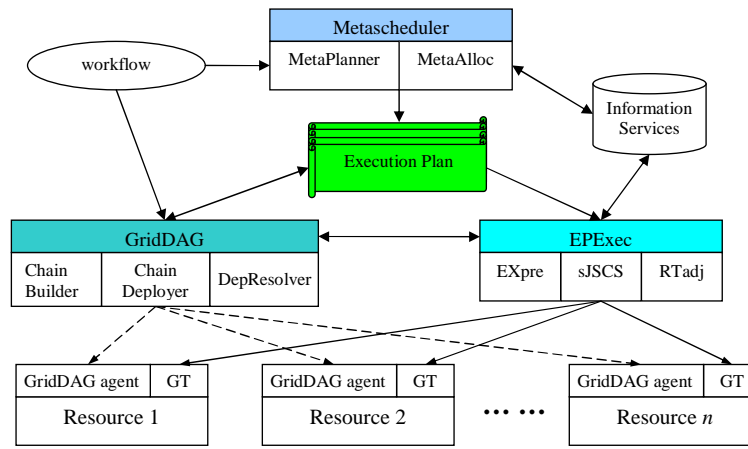 Metascheduler
workflow
MetaPlanner
MetaAlloc
Information
Services
Execution Plan
GridDAG
EPExec
Chain
Builder
Chain
Deployer
DepResolver
EXpre
sJSCS
RTadj
GridDAG agent
GT
GridDAG agent
GT
GridDAG agent
GT
Resource 1
Resource 2
... ...
Resource n